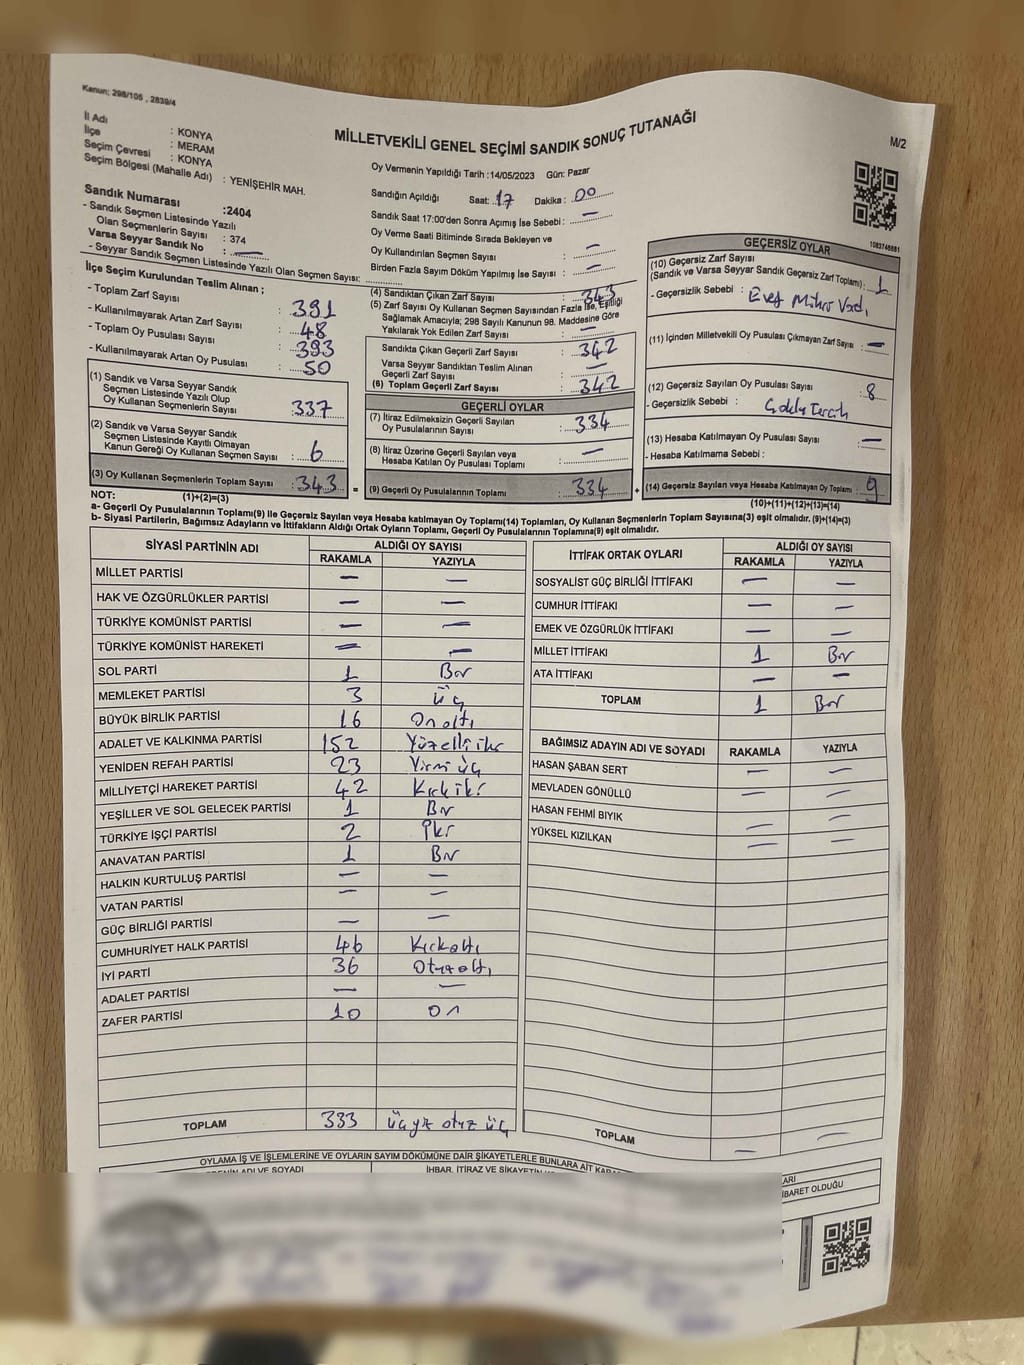 Kanun; 298/105 , 2839/4
MİLLETVEKİLİ GENEL SEÇİMİ SANDIK SONUÇ TUTANAĞI
M/2
İl Adı : KONYA
İlçe : MERAM
Seçim Çevresi : KONYA
Seçim Bölgesi (Mahalle Adı) : YENİŞEHİR MAH.
Sandık Numarası :2404
- Sandık Seçmen Listesinde Yazılı
Olan Seçmenlerin Sayısı : 374
Varsa Seyyar Sandık No : —
- Seyyar Sandık Seçmen Listesinde Yazılı Olan Seçmen Sayısı:
İlçe Seçim Kurulundan Teslim Alınan ;
- Toplam Zarf Sayısı : 391
- Kullanılmayarak Artan Zarf Sayısı : 48
- Toplam Oy Pusulası Sayısı : 393
- Kullanılmayarak Artan Oy Pusulası : 50
(1) Sandık ve Varsa Seyyar Sandık
Seçmen Listesinde Yazılı Olup
Oy Kullanan Seçmenlerin Sayısı : 337
(2) Sandık ve Varsa Seyyar Sandık
Seçmen Listesinde Kayıtlı Olmayan
Kanun Gereği Oy Kullanan Seçmen Sayısı : 6
(3) Oy Kullanan Seçmenlerin Toplam Sayısı : 343
Oy Vermenin Yapıldığı Tarih :14/05/2023 Gün: Pazar
Sandığın Açıldığı Saat: 17 Dakika : 00
Sandık Saat 17:00'den Sonra Açımış İse Sebebi : —
Oy Verme Saati Bitiminde Sırada Bekleyen ve
Oy Kullandırılan Seçmen Sayısı : —
Birden Fazla Sayım Döküm Yapılmış İse Sayısı : —
(4) Sandıktan Çıkan Zarf Sayısı : 343
(5) Zarf Sayısı Oy Kullanan Seçmen Sayısından Fazla İse, Eşitliği
Sağlamak Amacıyla; 298 Sayılı Kanunun 98. Maddesine Göre
Yakılarak Yok Edilen Zarf Sayısı : —
Sandıkta Çıkan Geçerli Zarf Sayısı : 342
Varsa Seyyar Sandıktan Teslim Alınan
Geçerli Zarf Sayısı : —
(6) Toplam Geçerli Zarf Sayısı : 342
GEÇERLİ OYLAR
(7) İtiraz Edilmeksizin Geçerli Sayılan
Oy Pusulalarının Sayısı : 334
(8) İtiraz Üzerine Geçerli Sayılan veya
Hesaba Katılan Oy Pusulası Toplamı : —
= (9) Geçerli Oy Pusulalarının Toplamı : 334 +
1083746881
GEÇERSİZ OYLAR
(10) Geçersiz Zarf Sayısı
(Sandık ve Varsa Seyyar Sandık Geçersiz Zarf Toplamı) : 1
- Geçersizlik Sebebi : Evet Mührü Vardı
(11) İçinden Milletvekili Oy Pusulası Çıkmayan Zarf Sayısı : —
(12) Geçersiz Sayılan Oy Pusulası Sayısı : 8
- Geçersizlik Sebebi : Çoklu Tercih
(13) Hesaba Katılmayan Oy Pusulası Sayısı : —
- Hesaba Katılmama Sebebi :
(14) Geçersiz Sayılan veya Hesaba Katılmayan Oy Toplamı : 9
NOT: (1)+(2)=(3)
(10)+(11)+(12)+(13)=(14)
a- Geçerli Oy Pusulalarının Toplamı(9) ile Geçersiz Sayılan veya Hesaba katılmayan Oy Toplamı(14) Toplamları, Oy Kullanan Seçmenlerin Toplam Sayısına(3) eşit olmalıdır. (9)+(14)=(3)
b- Siyasi Partilerin, Bağımsız Adayların ve İttifakların Aldığı Ortak Oyların Toplamı, Geçerli Oy Pusulalarının Toplamına(9) eşit olmalıdır.
SİYASİ PARTİNİN ADI ALDIĞI OY SAYISI
RAKAMLA YAZIYLA
MİLLET PARTİSİ — —
HAK VE ÖZGÜRLÜKLER PARTİSİ — —
TÜRKİYE KOMÜNİST PARTİSİ — —
TÜRKİYE KOMÜNİST HAREKETİ — —
SOL PARTİ 1 Bir
MEMLEKET PARTİSİ 3 üç
BÜYÜK BİRLİK PARTİSİ 16 Onaltı
ADALET VE KALKINMA PARTİSİ 152 Yüzelli iki
YENİDEN REFAH PARTİSİ 23 Yirmi üç
MİLLİYETÇİ HAREKET PARTİSİ 42 Kırkiki
YEŞİLLER VE SOL GELECEK PARTİSİ 1 Bir
TÜRKİYE İŞÇİ PARTİSİ 2 İki
ANAVATAN PARTİSİ 1 Bir
HALKIN KURTULUŞ PARTİSİ — —
VATAN PARTİSİ — —
GÜÇ BİRLİĞİ PARTİSİ — —
CUMHURİYET HALK PARTİSİ 46 Kırkaltı
İYİ PARTİ 36 Otuzaltı
ADALET PARTİSİ — —
ZAFER PARTİSİ 10 On
TOPLAM 333 üçyüz otuz üç
İTTİFAK ORTAK OYLARI ALDIĞI OY SAYISI
RAKAMLA YAZIYLA
SOSYALİST GÜÇ BİRLİĞİ İTTİFAKI — —
CUMHUR İTTİFAKI — —
EMEK VE ÖZGÜRLÜK İTTİFAKI — —
MİLLET İTTİFAKI 1 Bir
ATA İTTİFAKI — —
TOPLAM 1 Bir
BAĞIMSIZ ADAYIN ADI VE SOYADI RAKAMLA YAZIYLA
HASAN ŞABAN SERT — —
MEVLADEN GÖNÜLLÜ — —
HASAN FEHMİ BIYIK — —
YÜKSEL KIZILKAN — —
TOPLAM — —
OYLAMA İŞ VE İŞLEMLERİNE VE OYLARIN SAYIM DÖKÜMÜNE DAİR ŞİKAYETLERLE BUNLARA AİT
ADI VE SOYADI İHBAR, İTİRAZ VE ŞİKAYETİN
İBARET OLDUĞU